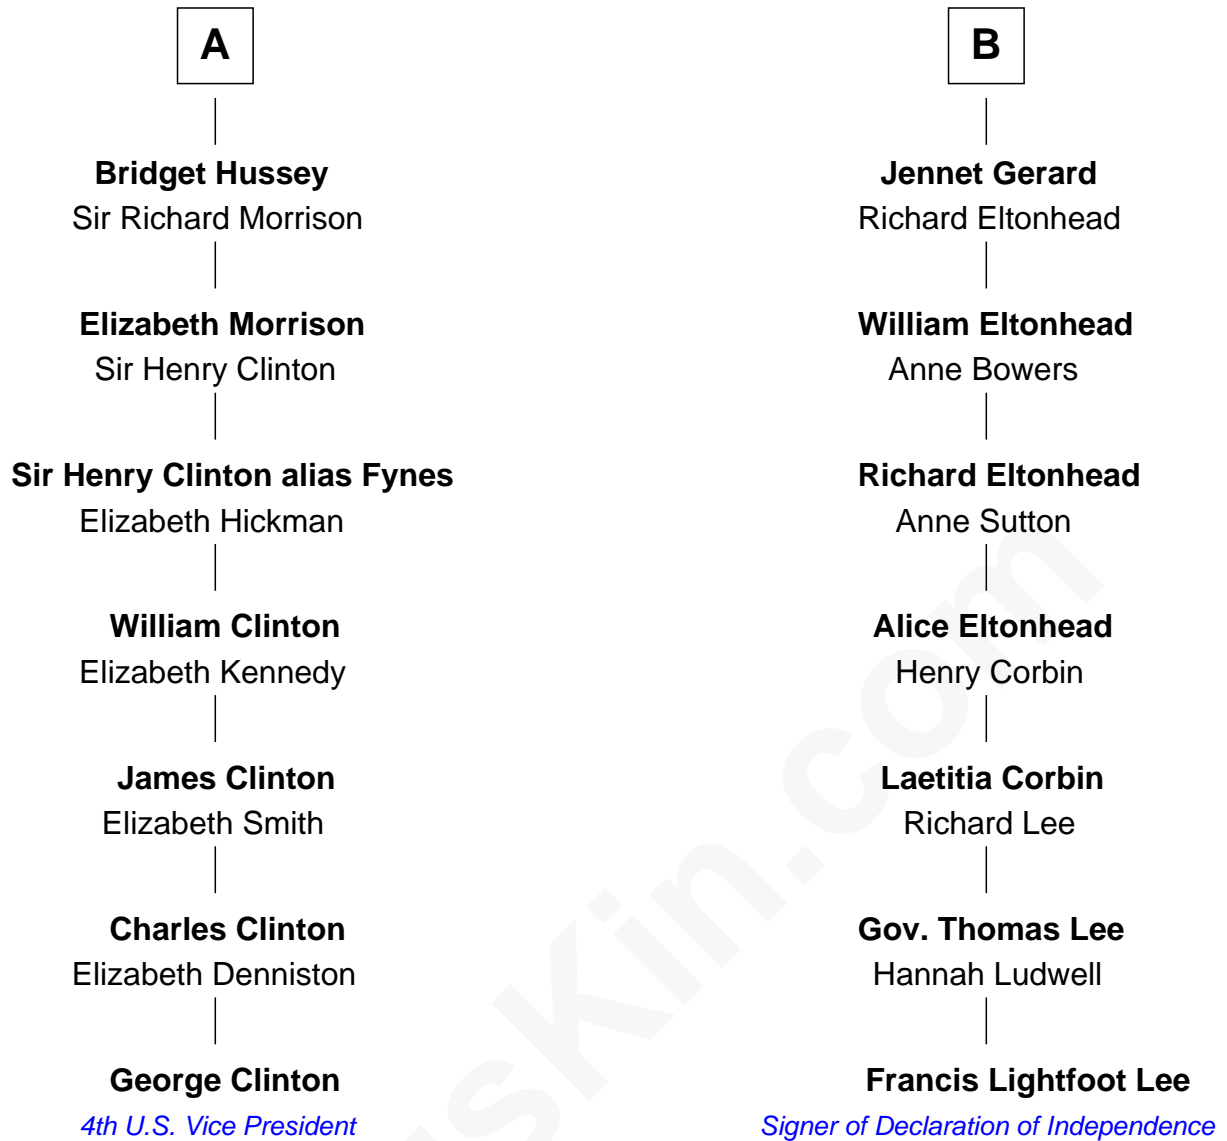 A
Bridget Hussey
Sir Richard Morrison
Elizabeth Morrison
Sir Henry Clinton
Sir Henry Clinton alias Fynes
Elizabeth Hickman
William Clinton
Elizabeth Kennedy
James Clinton
Elizabeth Smith
Charles Clinton
Elizabeth Denniston
George Clinton
4th U.S. Vice President
B
Jennet Gerard
Richard Eltonhead
William Eltonhead
Anne Bowers
Richard Eltonhead
Anne Sutton
Alice Eltonhead
Henry Corbin
Laetitia Corbin
Richard Lee
Gov. Thomas Lee
Hannah Ludwell
Francis Lightfoot Lee
Signer of Declaration of Independence